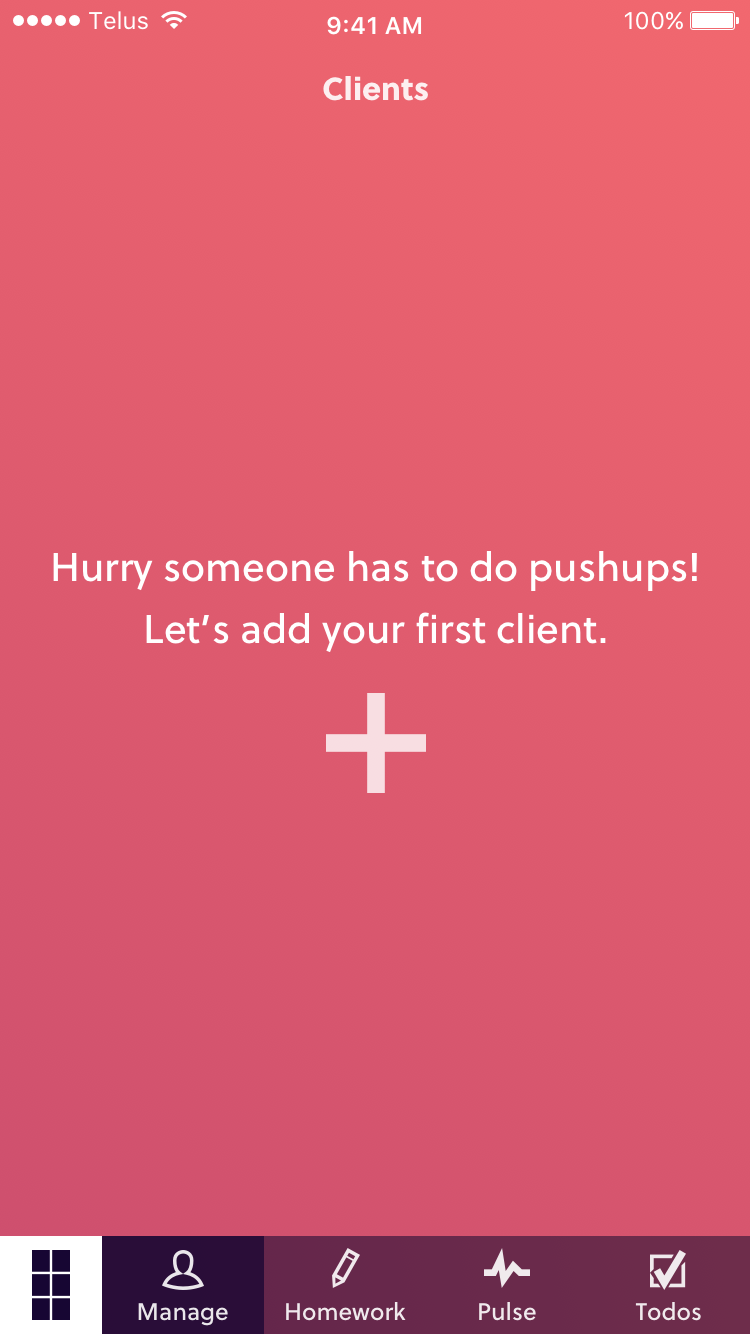 Telus
9:41 AM
100%
Clients
Hurry someone has to do pushups!
Let’s add your first client.
Manage
Homework
Pulse
Todos